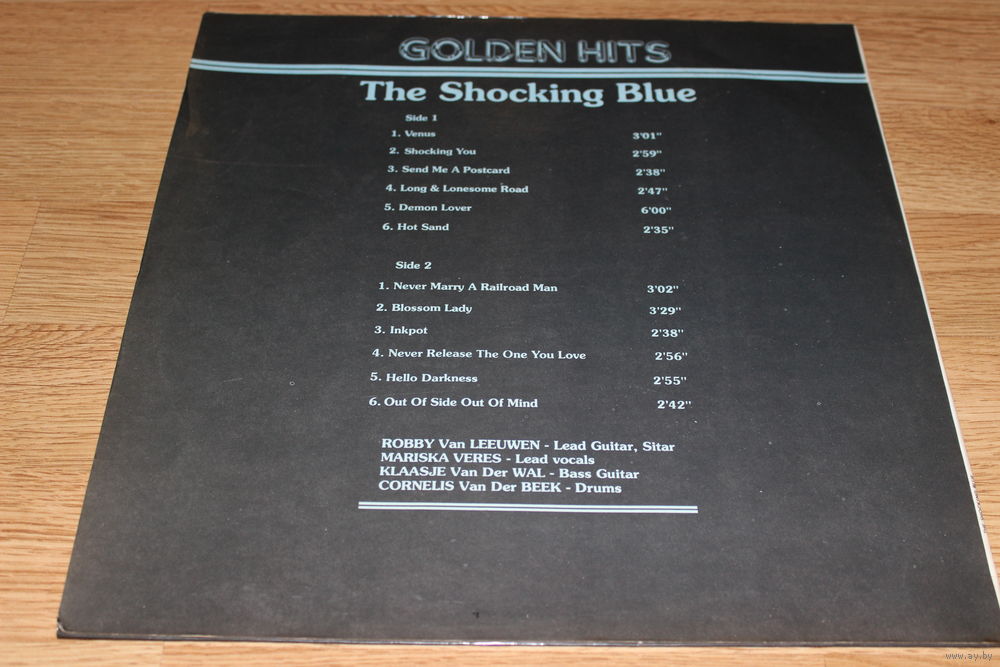 GOLDEN HITS
The Shocking Blue
Side 1
1. Venus 3'01"
2. Shocking You 2'59"
3. Send Me A Postcard 2'38"
4. Long & Lonesome Road 2'47"
5. Demon Lover 6'00"
6. Hot Sand 2'35"
Side 2
1. Never Marry A Railroad Man 3'02"
2. Blossom Lady 3'29"
3. Inkpot 2'38"
4. Never Release The One You Love 2'56"
5. Hello Darkness 2'55"
6. Out Of Side Out Of Mind 2'42"
ROBBY Van LEEUWEN - Lead Guitar, Sitar
MARISKA VERES - Lead vocals
KLAASJE Van Der WAL - Bass Guitar
CORNELIS Van Der BEEK - Drums
www.ay.by